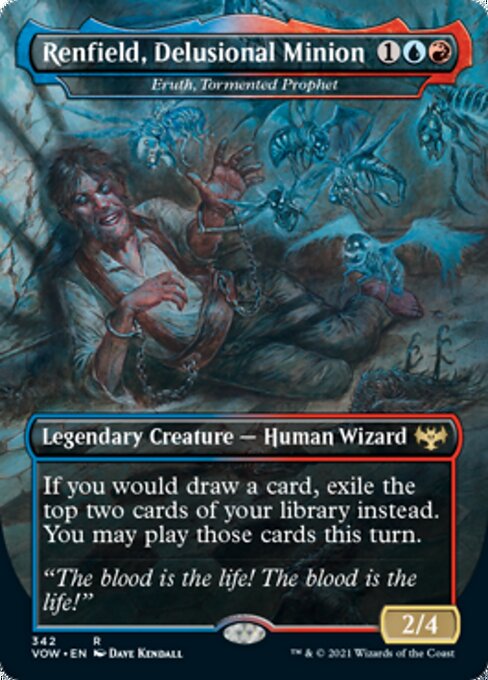 Renfield, Delusional Minion 1
Eruth, Tormented Prophet
Legendary Creature — Human Wizard
If you would draw a card, exile the
top two cards of your library instead.
You may play those cards this turn.
“The blood is the life! The blood is the
life!”
2/4
342 R
VOW • EN Dave Kendall
™ & © 2021 Wizards of the Coast